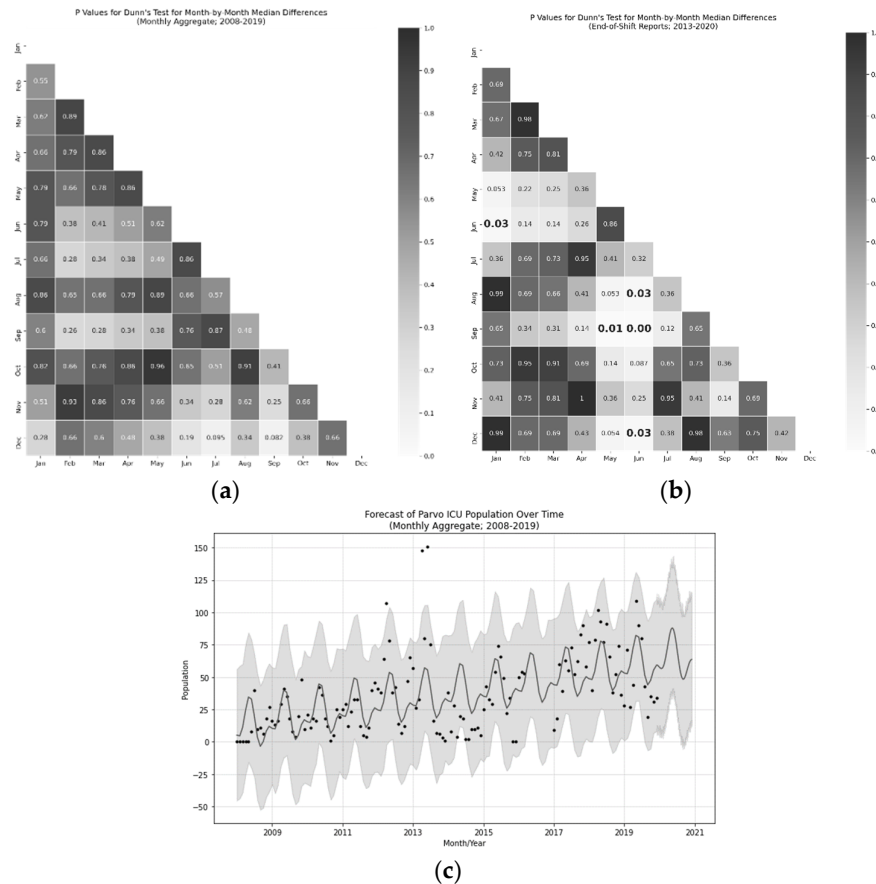 P Values for Dunn's Test for Month-by-Month Median Differences
(Monthly Aggregate; 2008-2019)
Jan
Feb 0.55
Mar 0.67 0.89
Apr 0.66 0.79 0.86
May 0.79 0.66 0.78 0.86
Jun 0.79 0.38 0.41 0.51 0.62
Jul 0.66 0.28 0.34 0.38 0.49 0.86
Aug 0.86 0.65 0.66 0.79 0.89 0.66 0.57
Sep 0.6 0.26 0.28 0.34 0.38 0.76 0.87 0.48
Oct 0.87 0.66 0.76 0.86 0.96 0.65 0.53 0.91 0.41
Nov 0.51 0.93 0.86 0.76 0.66 0.34 0.28 0.62 0.25 0.66
Dec 0.28 0.66 0.6 0.48 0.38 0.19 0.095 0.34 0.082 0.38 0.66
Jan Feb Mar Apr May Jun Jul Aug Sep Oct Nov Dec
1.0
0.9
0.8
0.7
0.6
0.5
0.4
0.3
0.2
0.1
0.0
(a)
P Values for Dunn's Test for Month-by-Month Median Differences
(End-of-Shift Reports; 2013-2020)
Jan
Feb 0.69
Mar 0.67 0.98
Apr 0.42 0.75 0.81
May 0.053 0.22 0.25 0.36
Jun 0.03 0.14 0.14 0.26 0.86
Jul 0.36 0.69 0.73 0.95 0.41 0.32
Aug 0.99 0.69 0.66 0.41 0.053 0.03 0.36
Sep 0.65 0.34 0.31 0.14 0.01 0.00 0.12 0.65
Oct 0.73 0.95 0.91 0.69 0.14 0.087 0.65 0.73 0.36
Nov 0.41 0.75 0.81 1 0.36 0.25 0.95 0.41 0.14 0.69
Dec 0.99 0.69 0.69 0.43 0.054 0.03 0.38 0.98 0.63 0.75 0.42
Jan Feb Mar Apr May Jun Jul Aug Sep Oct Nov Dec
1.
0.
0.
0.
0.
0.
0.
0.
0.
0.
0.
(b)
Forecast of Parvo ICU Population Over Time
(Monthly Aggregate; 2008-2019)
Population
150
125
100
75
50
25
0
−25
−50
2009 2011 2013 2015 2017 2019 2021
Month/Year
(c)